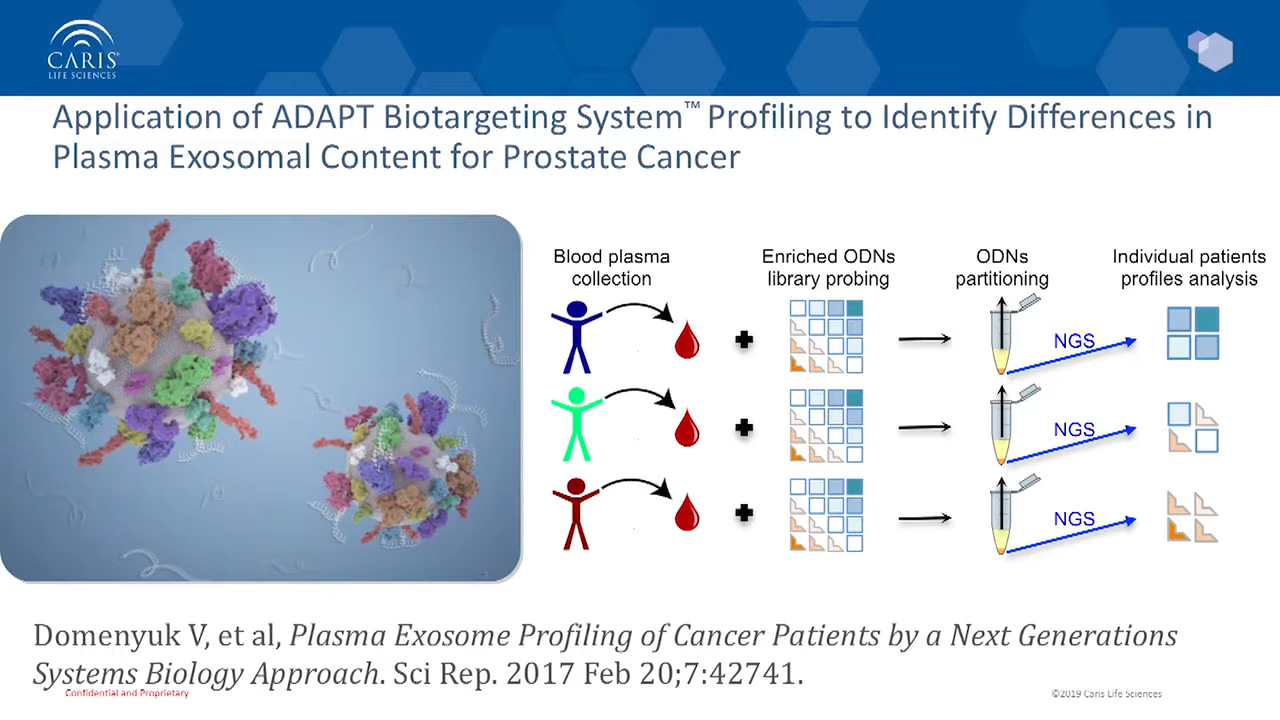 CARIS
LIFE SCIENCES
Application of ADAPT Biotargeting System™ Profiling to Identify Differences in
Plasma Exosomal Content for Prostate Cancer
Blood plasma
collection
Enriched ODNs
library probing
ODNs
partitioning
Individual patients
profiles analysis
NGS
NGS
NGS
Domenyuk V, et al, Plasma Exosome Profiling of Cancer Patients by a Next Generations
Systems Biology Approach. Sci Rep. 2017 Feb 20;7:42741.
Confidential and Proprietary
©2019 Caris Life Sciences